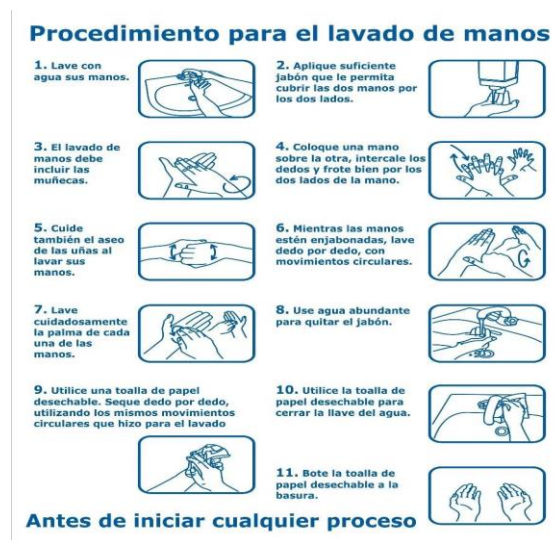 Procedimiento para el lavado de manos
1. Lave con
agua sus manos.
2. Aplique suficiente
jabón que le permita
cubrir las dos manos por
los dos lados.
3. El lavado de
manos debe
incluir las
muñecas.
4. Coloque una mano
sobre la otra, intercale los
dedos y frote bien por los
dos lados de la mano.
5. Cuide
también el aseo
de las uñas al
lavar sus
manos.
6. Mientras las manos
estén enjabonadas, lave
dedo por dedo, con
movimientos circulares.
7. Lave
cuidadosamente
la palma de cada
una de las
manos.
8. Use agua abundante
para quitar el jabón.
9. Utilice una toalla de papel
desechable. Seque dedo por dedo,
utilizando los mismos movimientos
circulares que hizo para el lavado
10. Utilice la toalla de
papel desechable para
cerrar la llave del agua.
11. Bote la toalla de
papel desechable a la
basura.
Antes de iniciar cualquier proceso